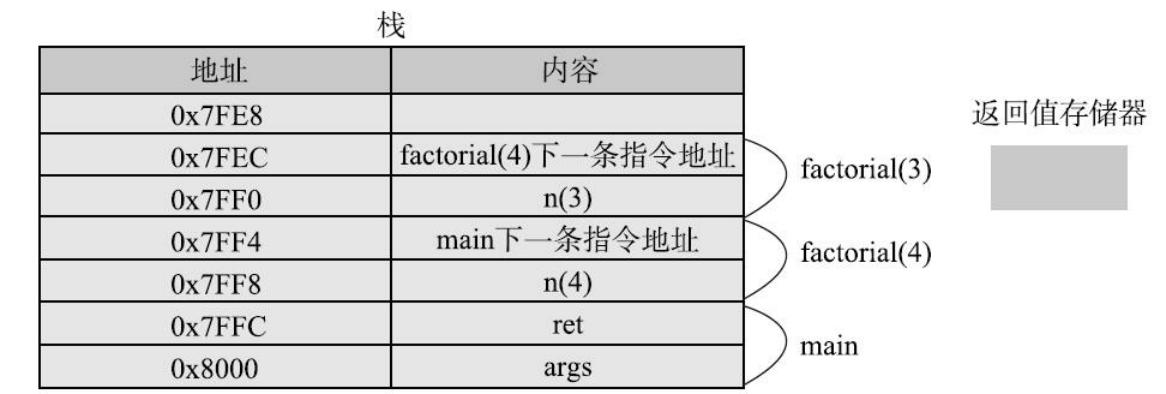 栈
地址 内容
0x7FE8
0x7FEC factorial(4)下一条指令地址
0x7FF0 n(3)
0x7FF4 main下一条指令地址
0x7FF8 n(4)
0x7FFC ret
0x8000 args
factorial(3)
factorial(4)
main
返回值存储器